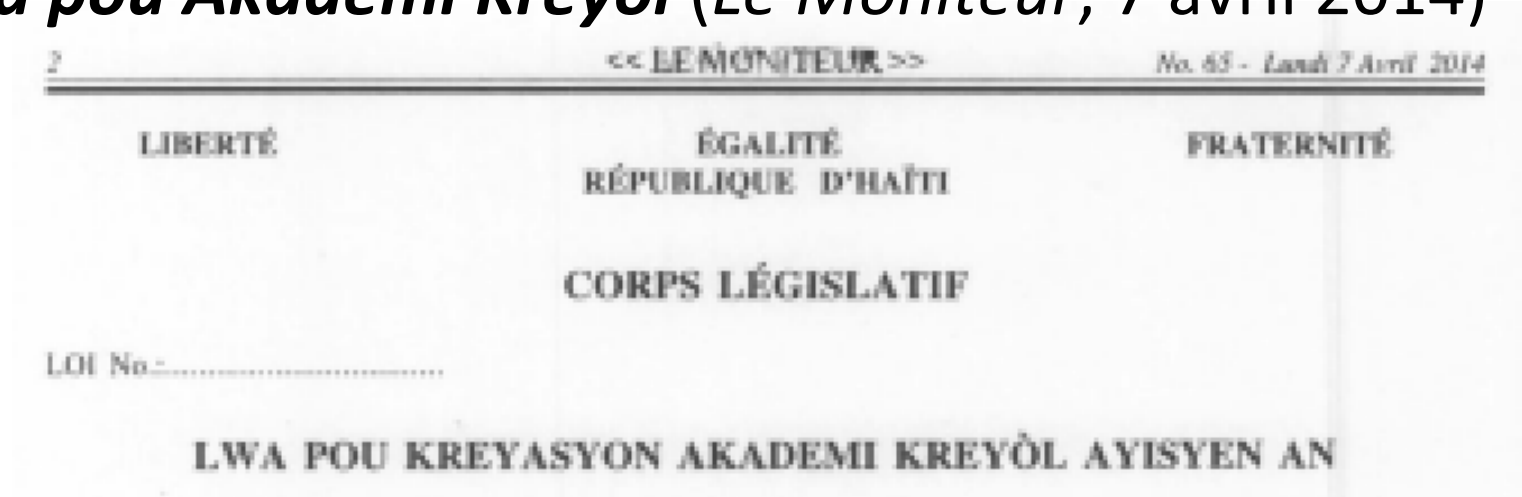 pou Akademi Kreyòl (Le Moniteur, 7 avril 2014)
2 << LE MONITEUR >> No. 65 - Lundi 7 Avril 2014
LIBERTÉ ÉGALITÉ FRATERNITÉ
RÉPUBLIQUE D'HAÏTI
CORPS LÉGISLATIF
LOI No.:................................
LWA POU KREYASYON AKADEMI KREYÒL AYISYEN AN